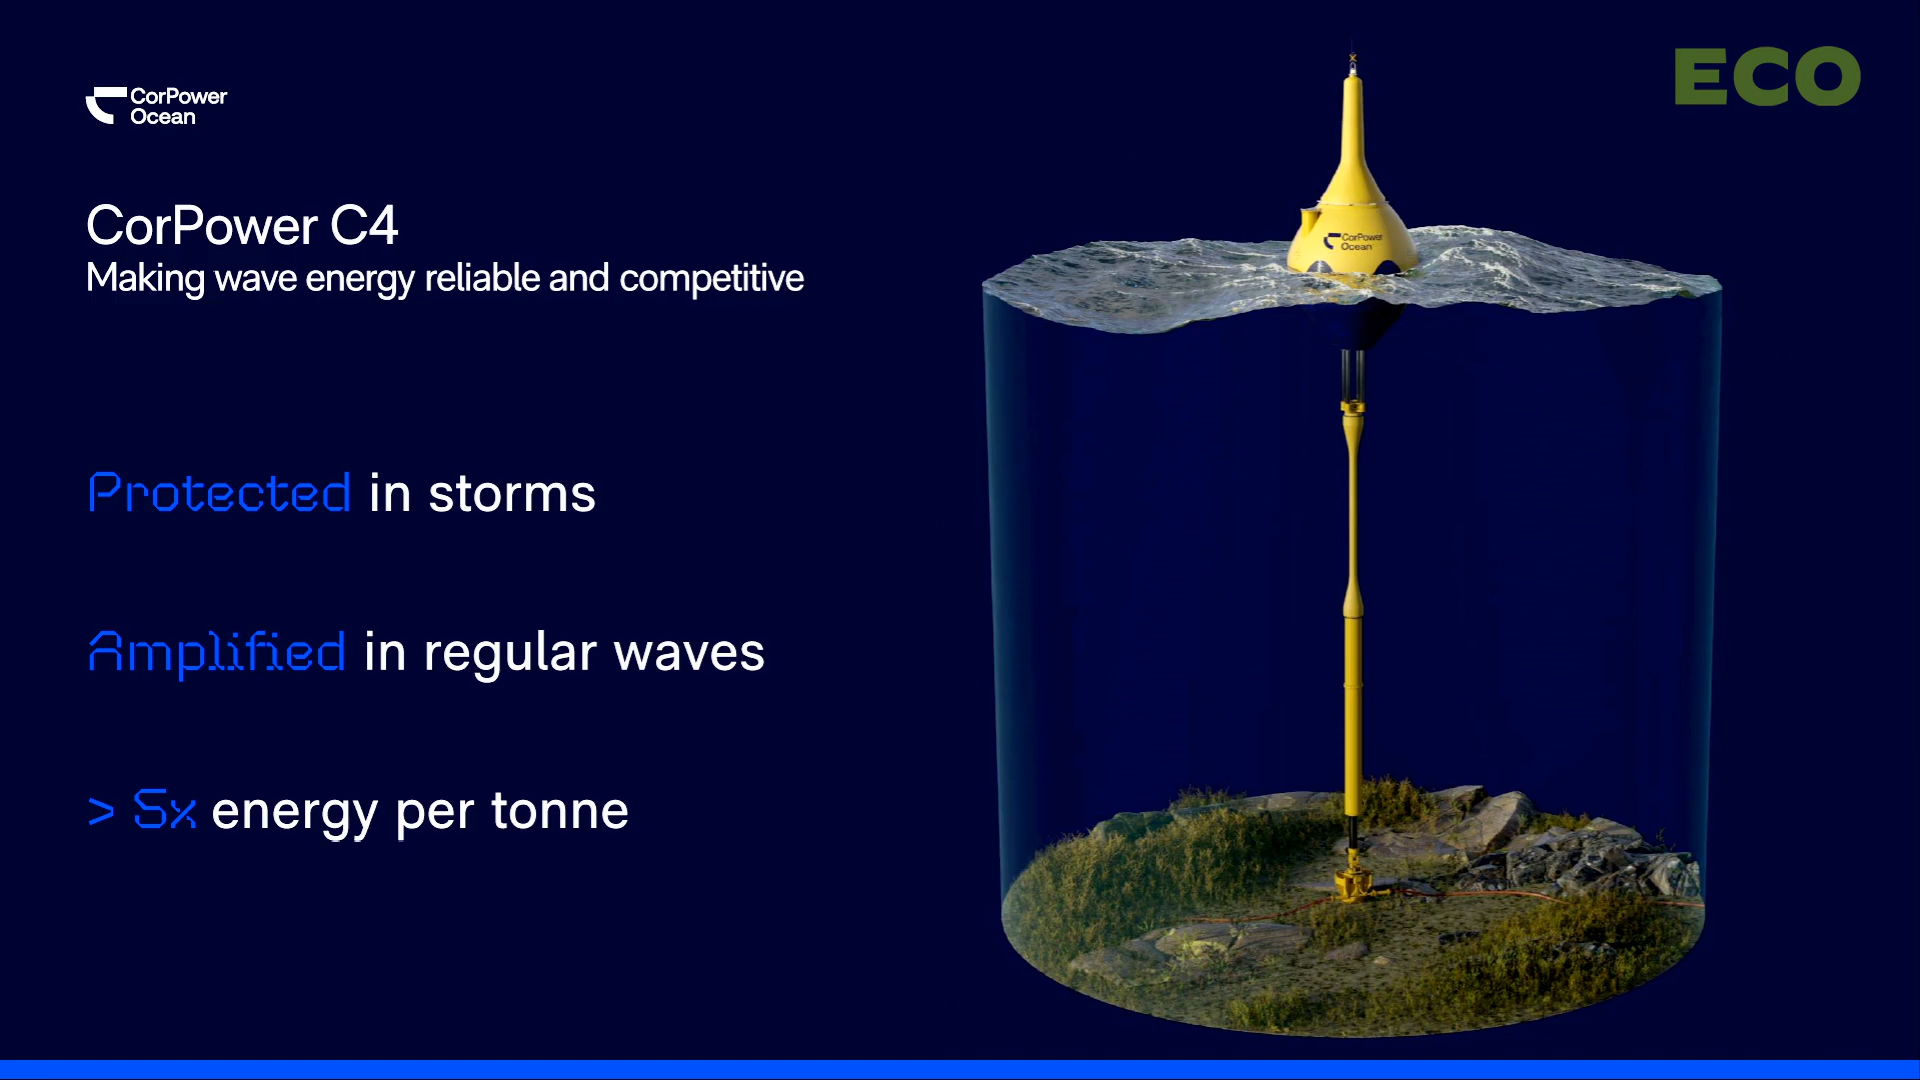 CorPower
Ocean
ECO
CorPower C4
Making wave energy reliable and competitive
CorPower
Ocean
Protected in storms
Amplified in regular waves
> 5x energy per tonne